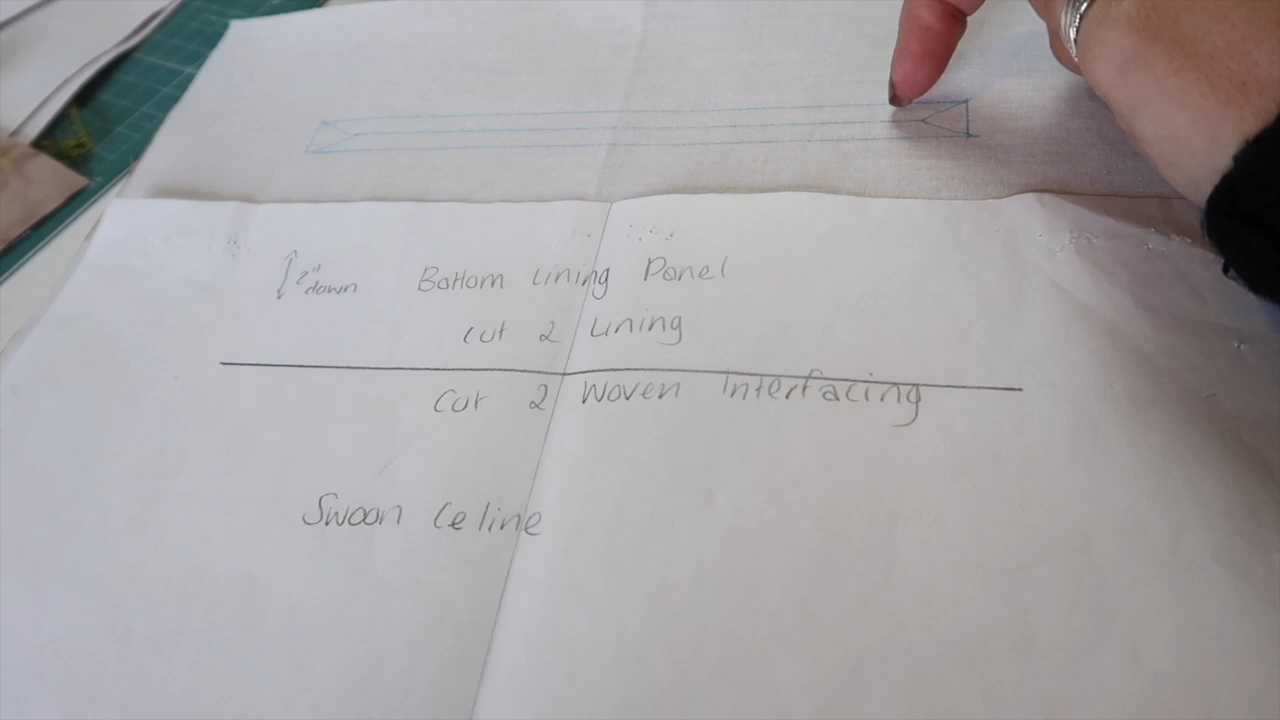 2" down
Bottom Lining Panel
cut 2 Lining
Cut 2 Woven Interfacing
Swoon Celine